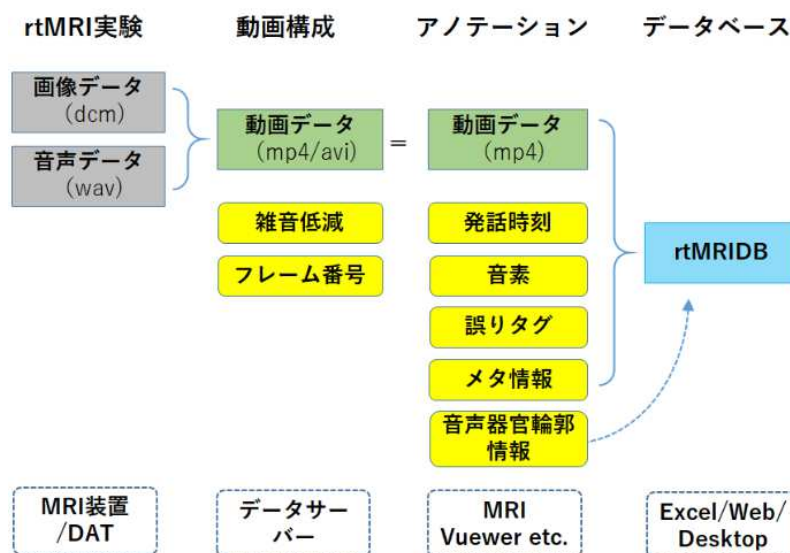 rtMRI実験
動画構成
アノテーション
データベース
画像データ
（dcm）
音声データ
（wav）
動画データ
（mp4/avi）
=
動画データ
（mp4）
雑音低減
フレーム番号
発話時刻
音素
誤りタグ
メタ情報
音声器官輪郭
情報
rtMRIDB
MRI装置
/DAT
データサー
バー
MRI
Vuewer etc.
Excel/Web/
Desktop